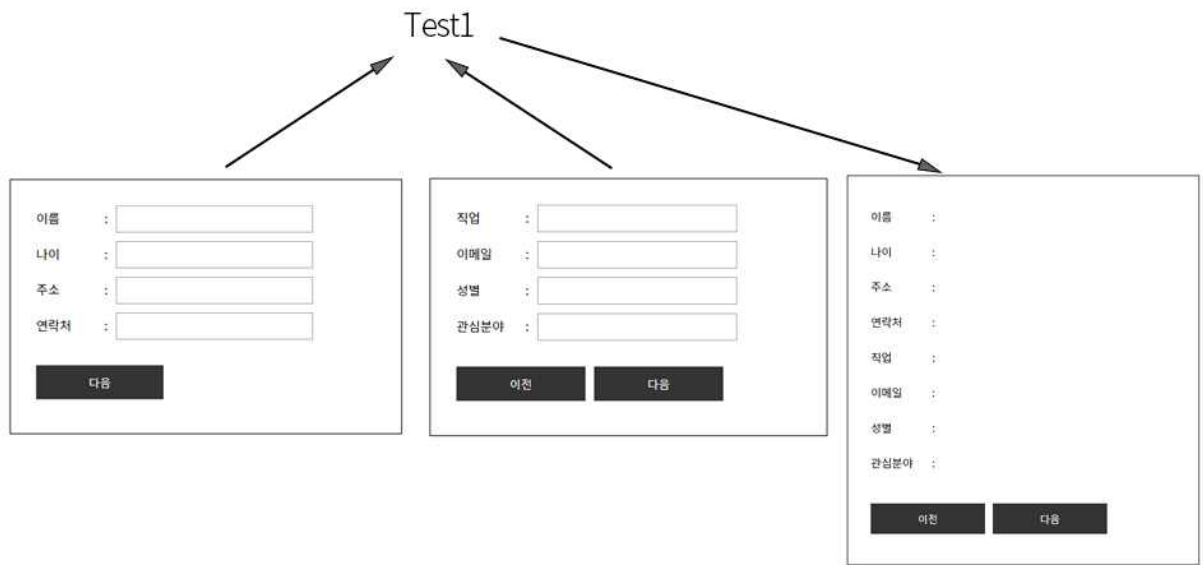 Test1
이름 :
나이 :
주소 :
연락처 :
다음
직업 :
이메일 :
성별 :
관심분야 :
이전 다음
이름 :
나이 :
주소 :
연락처 :
직업 :
이메일 :
성별 :
관심분야 :
이전 다음